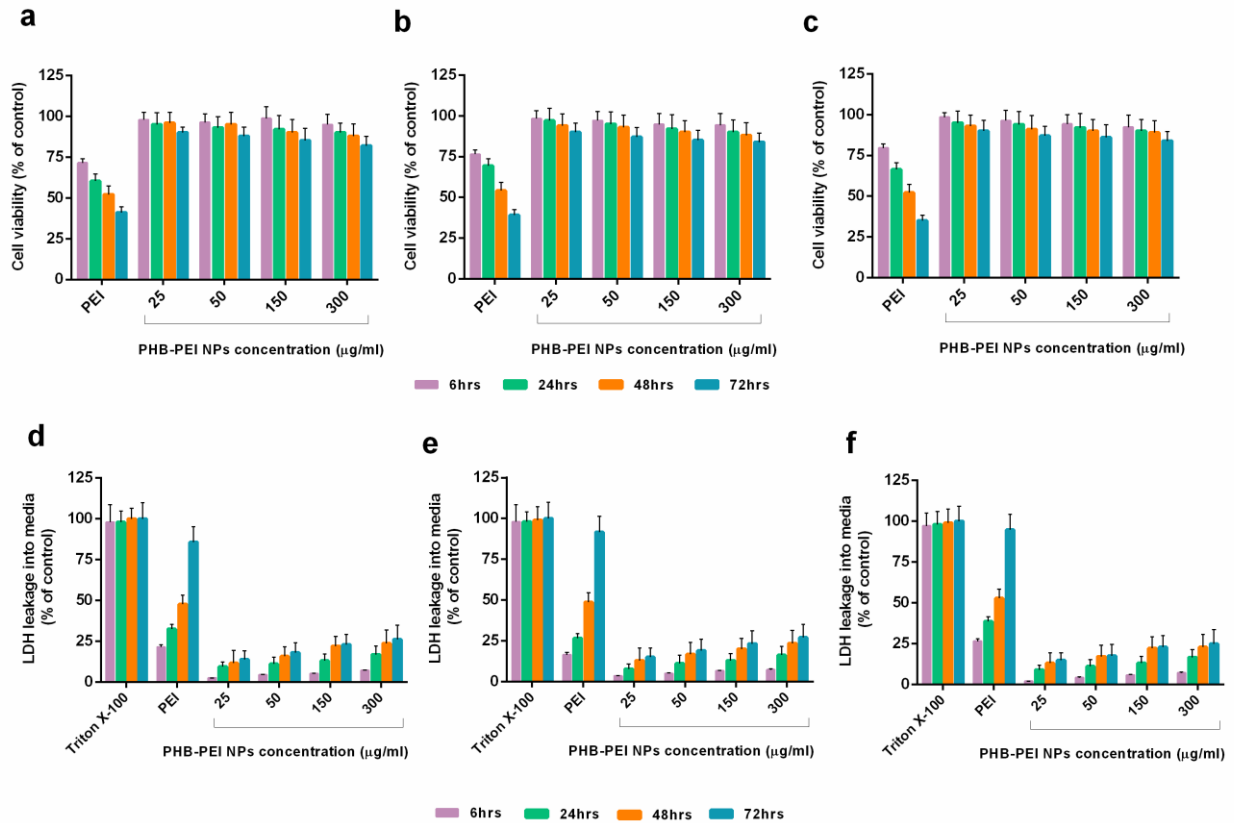 a
Cell viability (% of control)
125
100
75
50
25
0
PEI
25
50
150
300
PHB-PEI NPs concentration (μg/ml)
b
Cell viability (% of control)
125
100
75
50
25
0
PEI
25
50
150
300
PHB-PEI NPs concentration (μg/ml)
c
Cell viability (% of control)
125
100
75
50
25
0
PEI
25
50
150
300
PHB-PEI NPs concentration (μg/ml)
6hrs 24hrs 48hrs 72hrs
d
LDH leakage into media
(% of control)
125
100
75
50
25
0
Triton X-100
PEI
25
50
150
300
PHB-PEI NPs concentration (μg/ml)
e
LDH leakage into media
(% of control)
125
100
75
50
25
0
Triton X-100
PEI
25
50
150
300
PHB-PEI NPs concentration (μg/ml)
f
LDH leakage into media
(% of control)
125
100
75
50
25
0
Triton X-100
PEI
25
50
150
300
PHB-PEI NPs concentration (μg/ml)
6hrs 24hrs 48hrs 72hrs